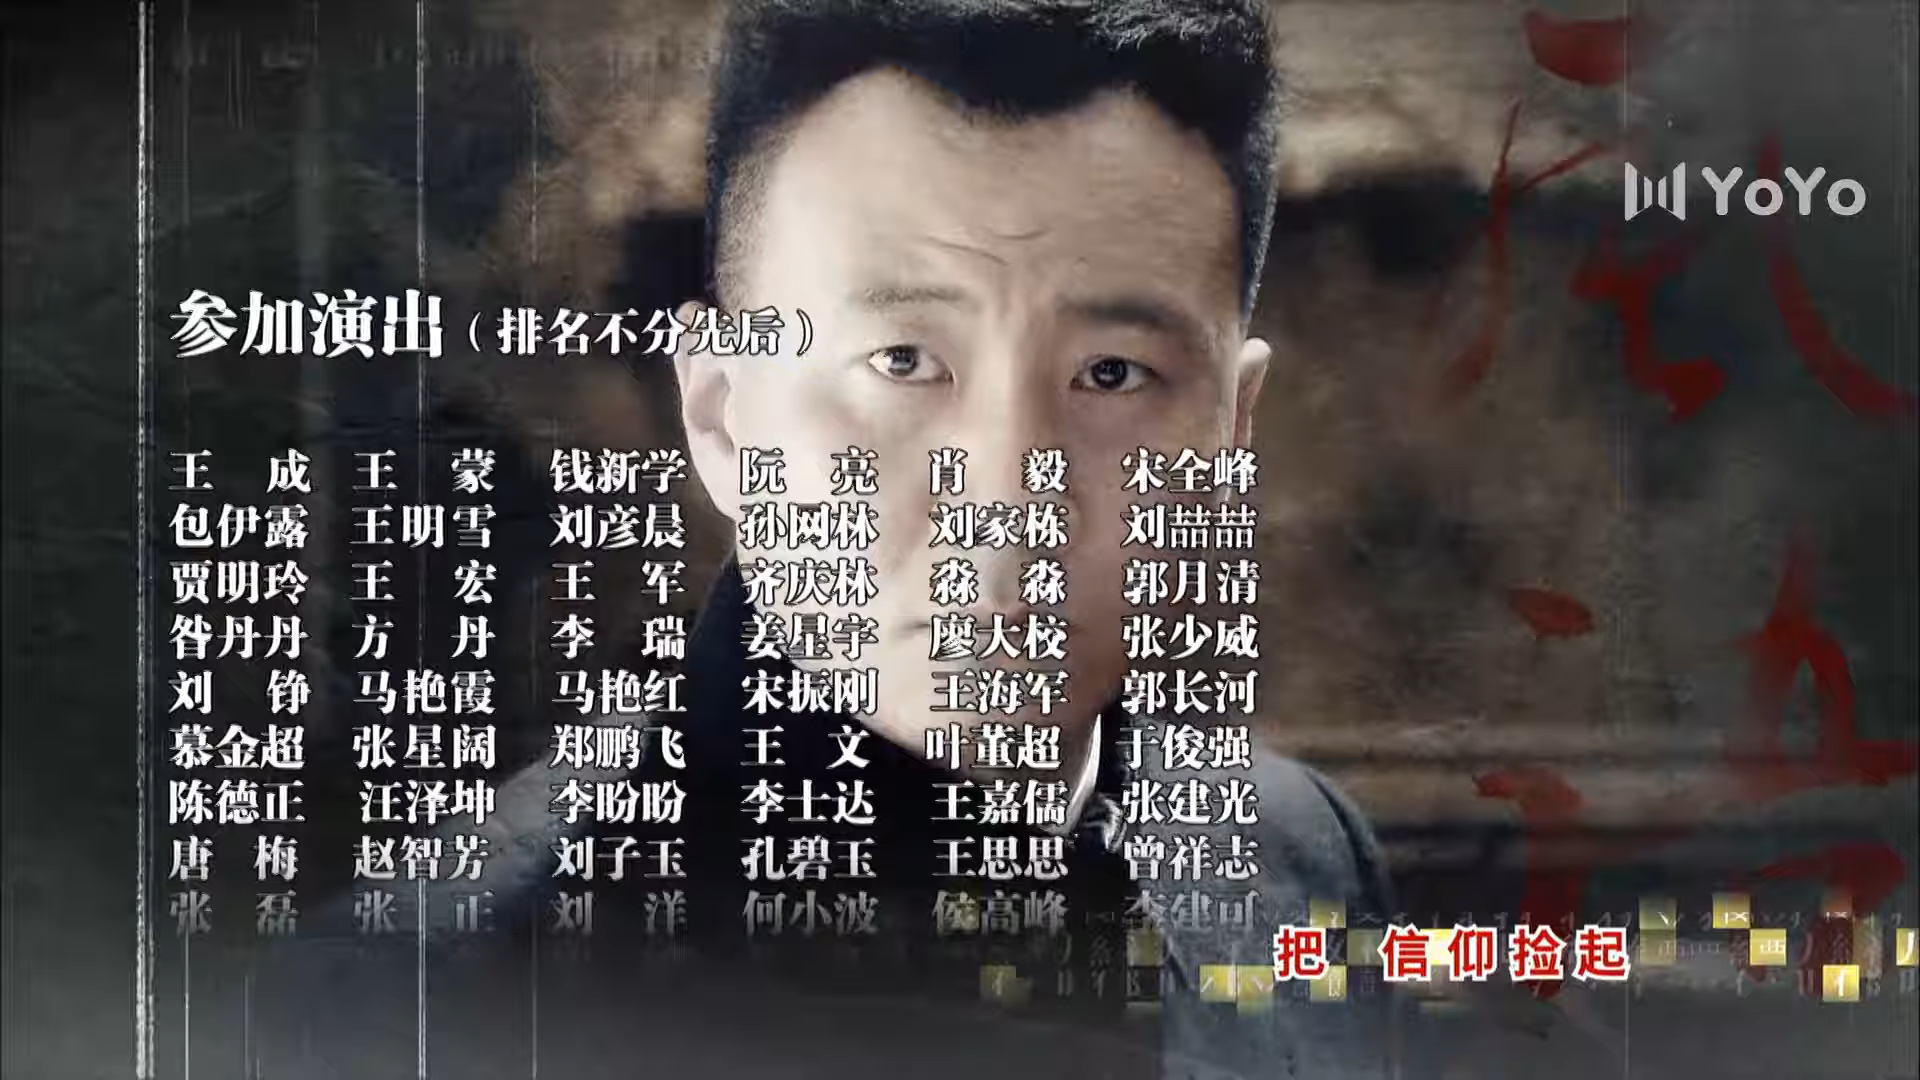 YoYo
参加演出（排名不分先后）
王成 王蒙 钱新学 阮亮 肖毅 宋全峰
包伊露 王明雪 刘彦晨 孙网林 刘家栋 刘喆喆
贾明玲 王宏 王军 齐庆林 淼淼 郭月清
昝丹丹 方丹 李瑞 姜星宇 廖大校 张少威
刘铮 马艳霞 马艳红 宋振刚 王海军 郭长河
慕金超 张星阔 郑鹏飞 王文 叶董超 于俊强
陈德正 汪泽坤 李盼盼 李士达 王嘉儒 张建光
唐梅 赵智芳 刘子玉 孔碧玉 王思思 曾祥志
张磊 张正 刘洋 何小波 侯高峰 李建可
把 信仰捡起